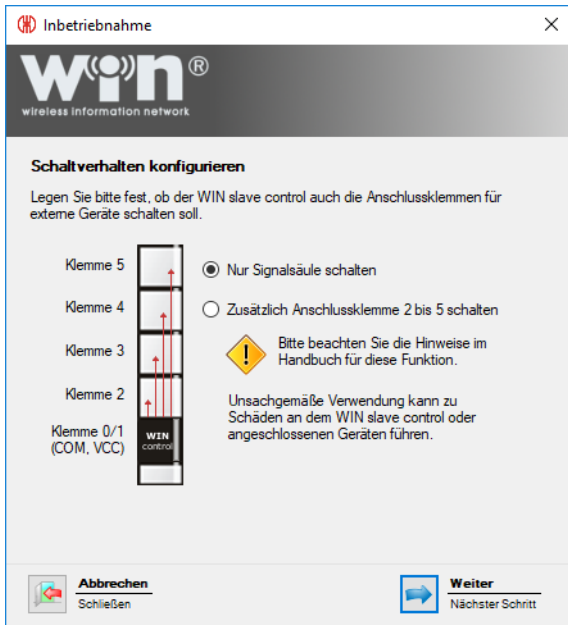 Inbetriebnahme
WIN®
wireless information network
Schaltverhalten konfigurieren
Legen Sie bitte fest, ob der WIN slave control auch die Anschlussklemmen für
externe Geräte schalten soll.
Klemme 5
Nur Signalsäule schalten
Klemme 4
Zusätzlich Anschlussklemme 2 bis 5 schalten
Klemme 3
Bitte beachten Sie die Hinweise im
Handbuch für diese Funktion.
Klemme 2
Unsachgemäße Verwendung kann zu
Schäden an dem WIN slave control oder
angeschlossenen Geräten führen.
Klemme 0/1
(COM, VCC)
WIN
control
Abbrechen
Schließen
Weiter
Nächster Schritt